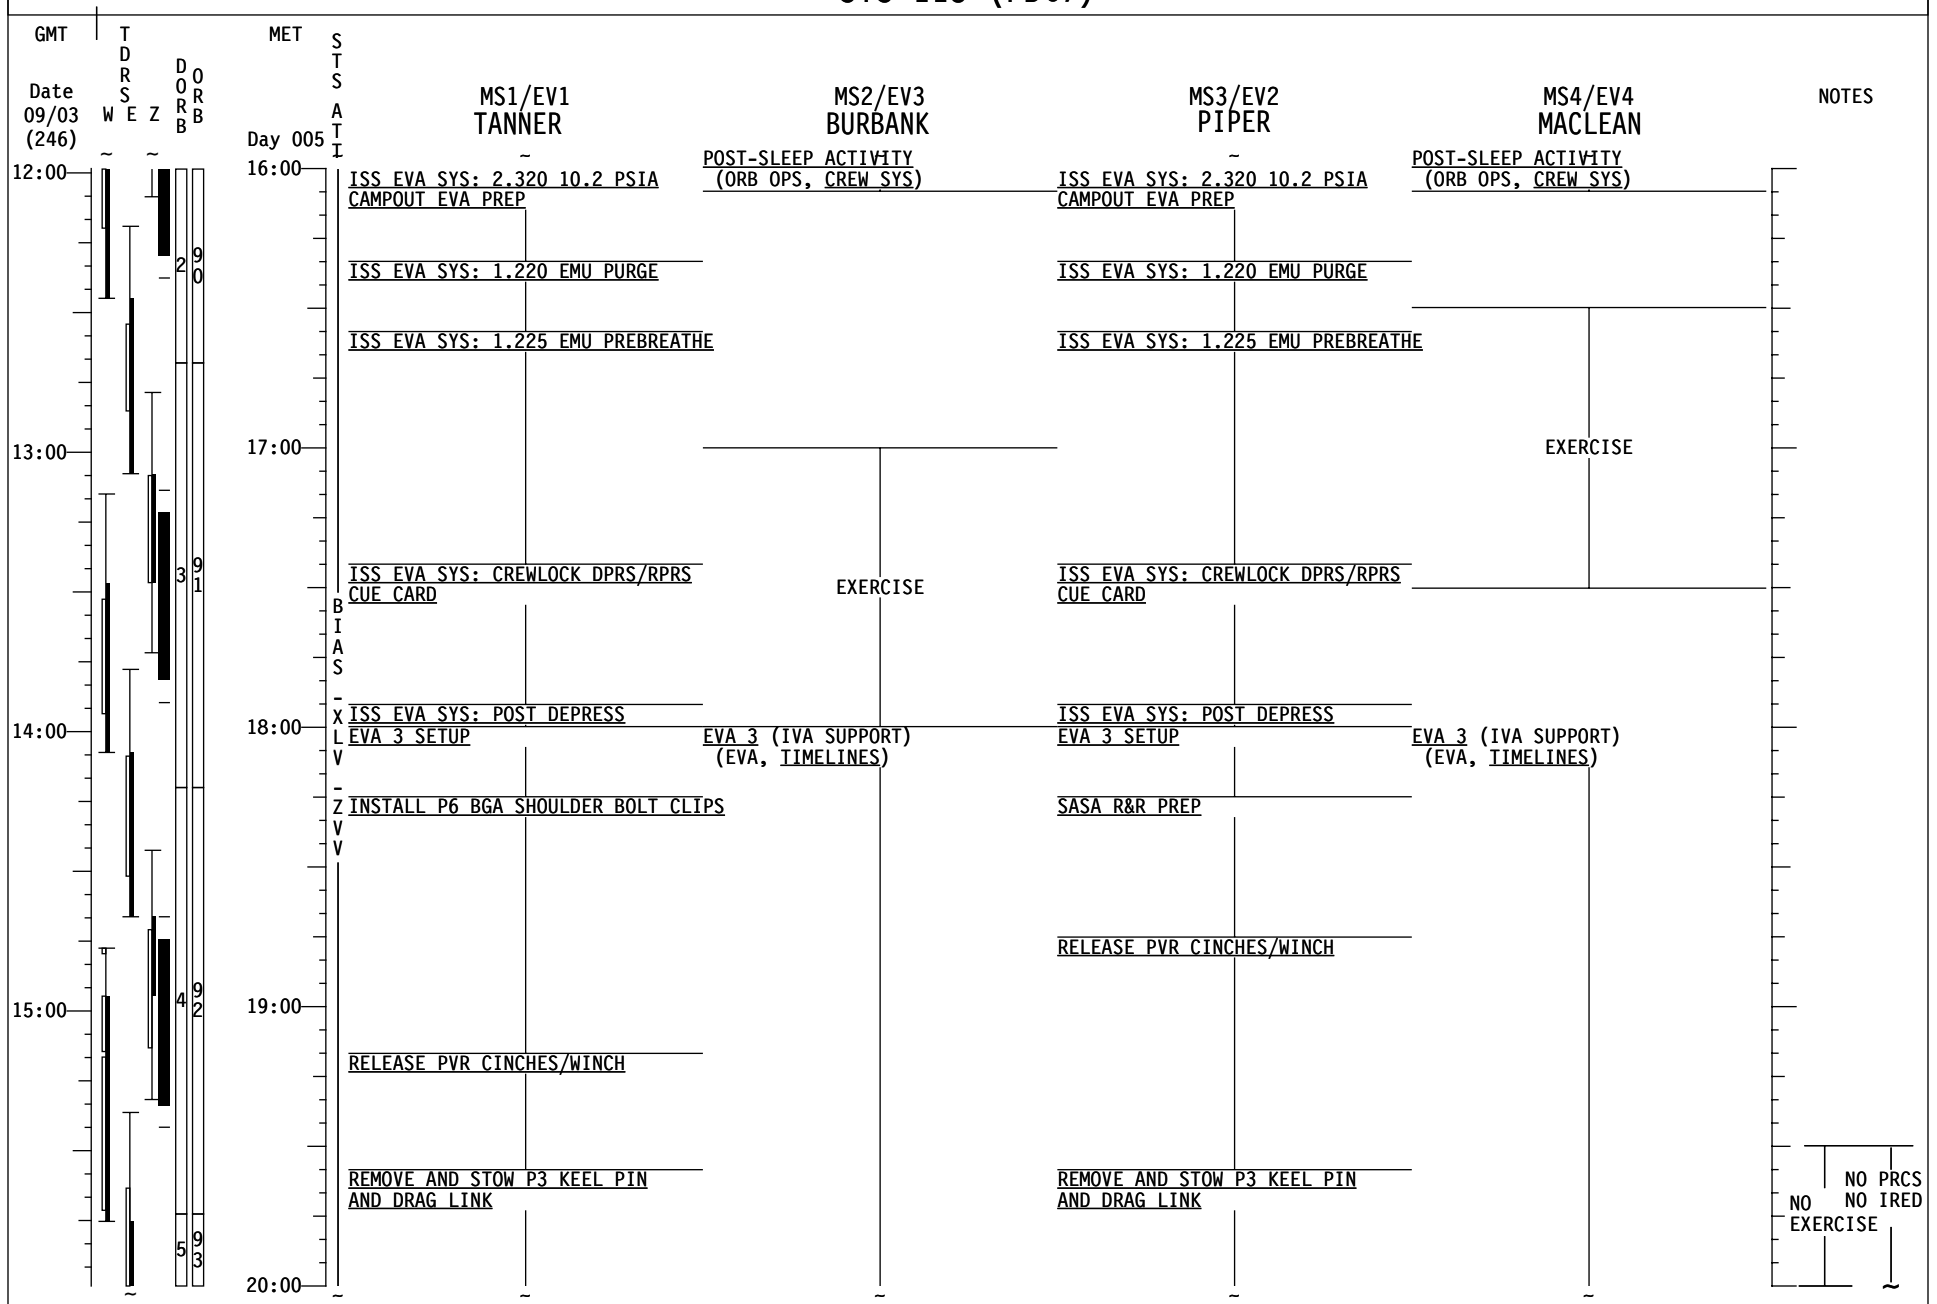 GMT
TDRS
W E Z
DORB
ORB
MET
STS ATT
Date
09/03
(246)
Day 005
MS1/EV1
TANNER
MS2/EV3
BURBANK
MS3/EV2
PIPER
MS4/EV4
MACLEAN
NOTES
12:00
16:00
POST-SLEEP ACTIVITY
(ORB OPS, CREW SYS)
POST-SLEEP ACTIVITY
(ORB OPS, CREW SYS)
ISS EVA SYS: 2.320 10.2 PSIA
CAMPOUT EVA PREP
ISS EVA SYS: 2.320 10.2 PSIA
CAMPOUT EVA PREP
2
90
ISS EVA SYS: 1.220 EMU PURGE
ISS EVA SYS: 1.220 EMU PURGE
ISS EVA SYS: 1.225 EMU PREBREATHE
ISS EVA SYS: 1.225 EMU PREBREATHE
13:00
17:00
EXERCISE
3
91
ISS EVA SYS: CREWLOCK DPRS/RPRS
CUE CARD
EXERCISE
ISS EVA SYS: CREWLOCK DPRS/RPRS
CUE CARD
BIAS -XLV -ZVV
ISS EVA SYS: POST DEPRESS
ISS EVA SYS: POST DEPRESS
14:00
18:00
EVA 3 SETUP
EVA 3 (IVA SUPPORT)
(EVA, TIMELINES)
EVA 3 SETUP
EVA 3 (IVA SUPPORT)
(EVA, TIMELINES)
INSTALL P6 BGA SHOULDER BOLT CLIPS
SASA R&R PREP
RELEASE PVR CINCHES/WINCH
4
92
15:00
19:00
RELEASE PVR CINCHES/WINCH
REMOVE AND STOW P3 KEEL PIN
AND DRAG LINK
REMOVE AND STOW P3 KEEL PIN
AND DRAG LINK
NO PRCS
NO IRED
NO
EXERCISE
5
93
20:00